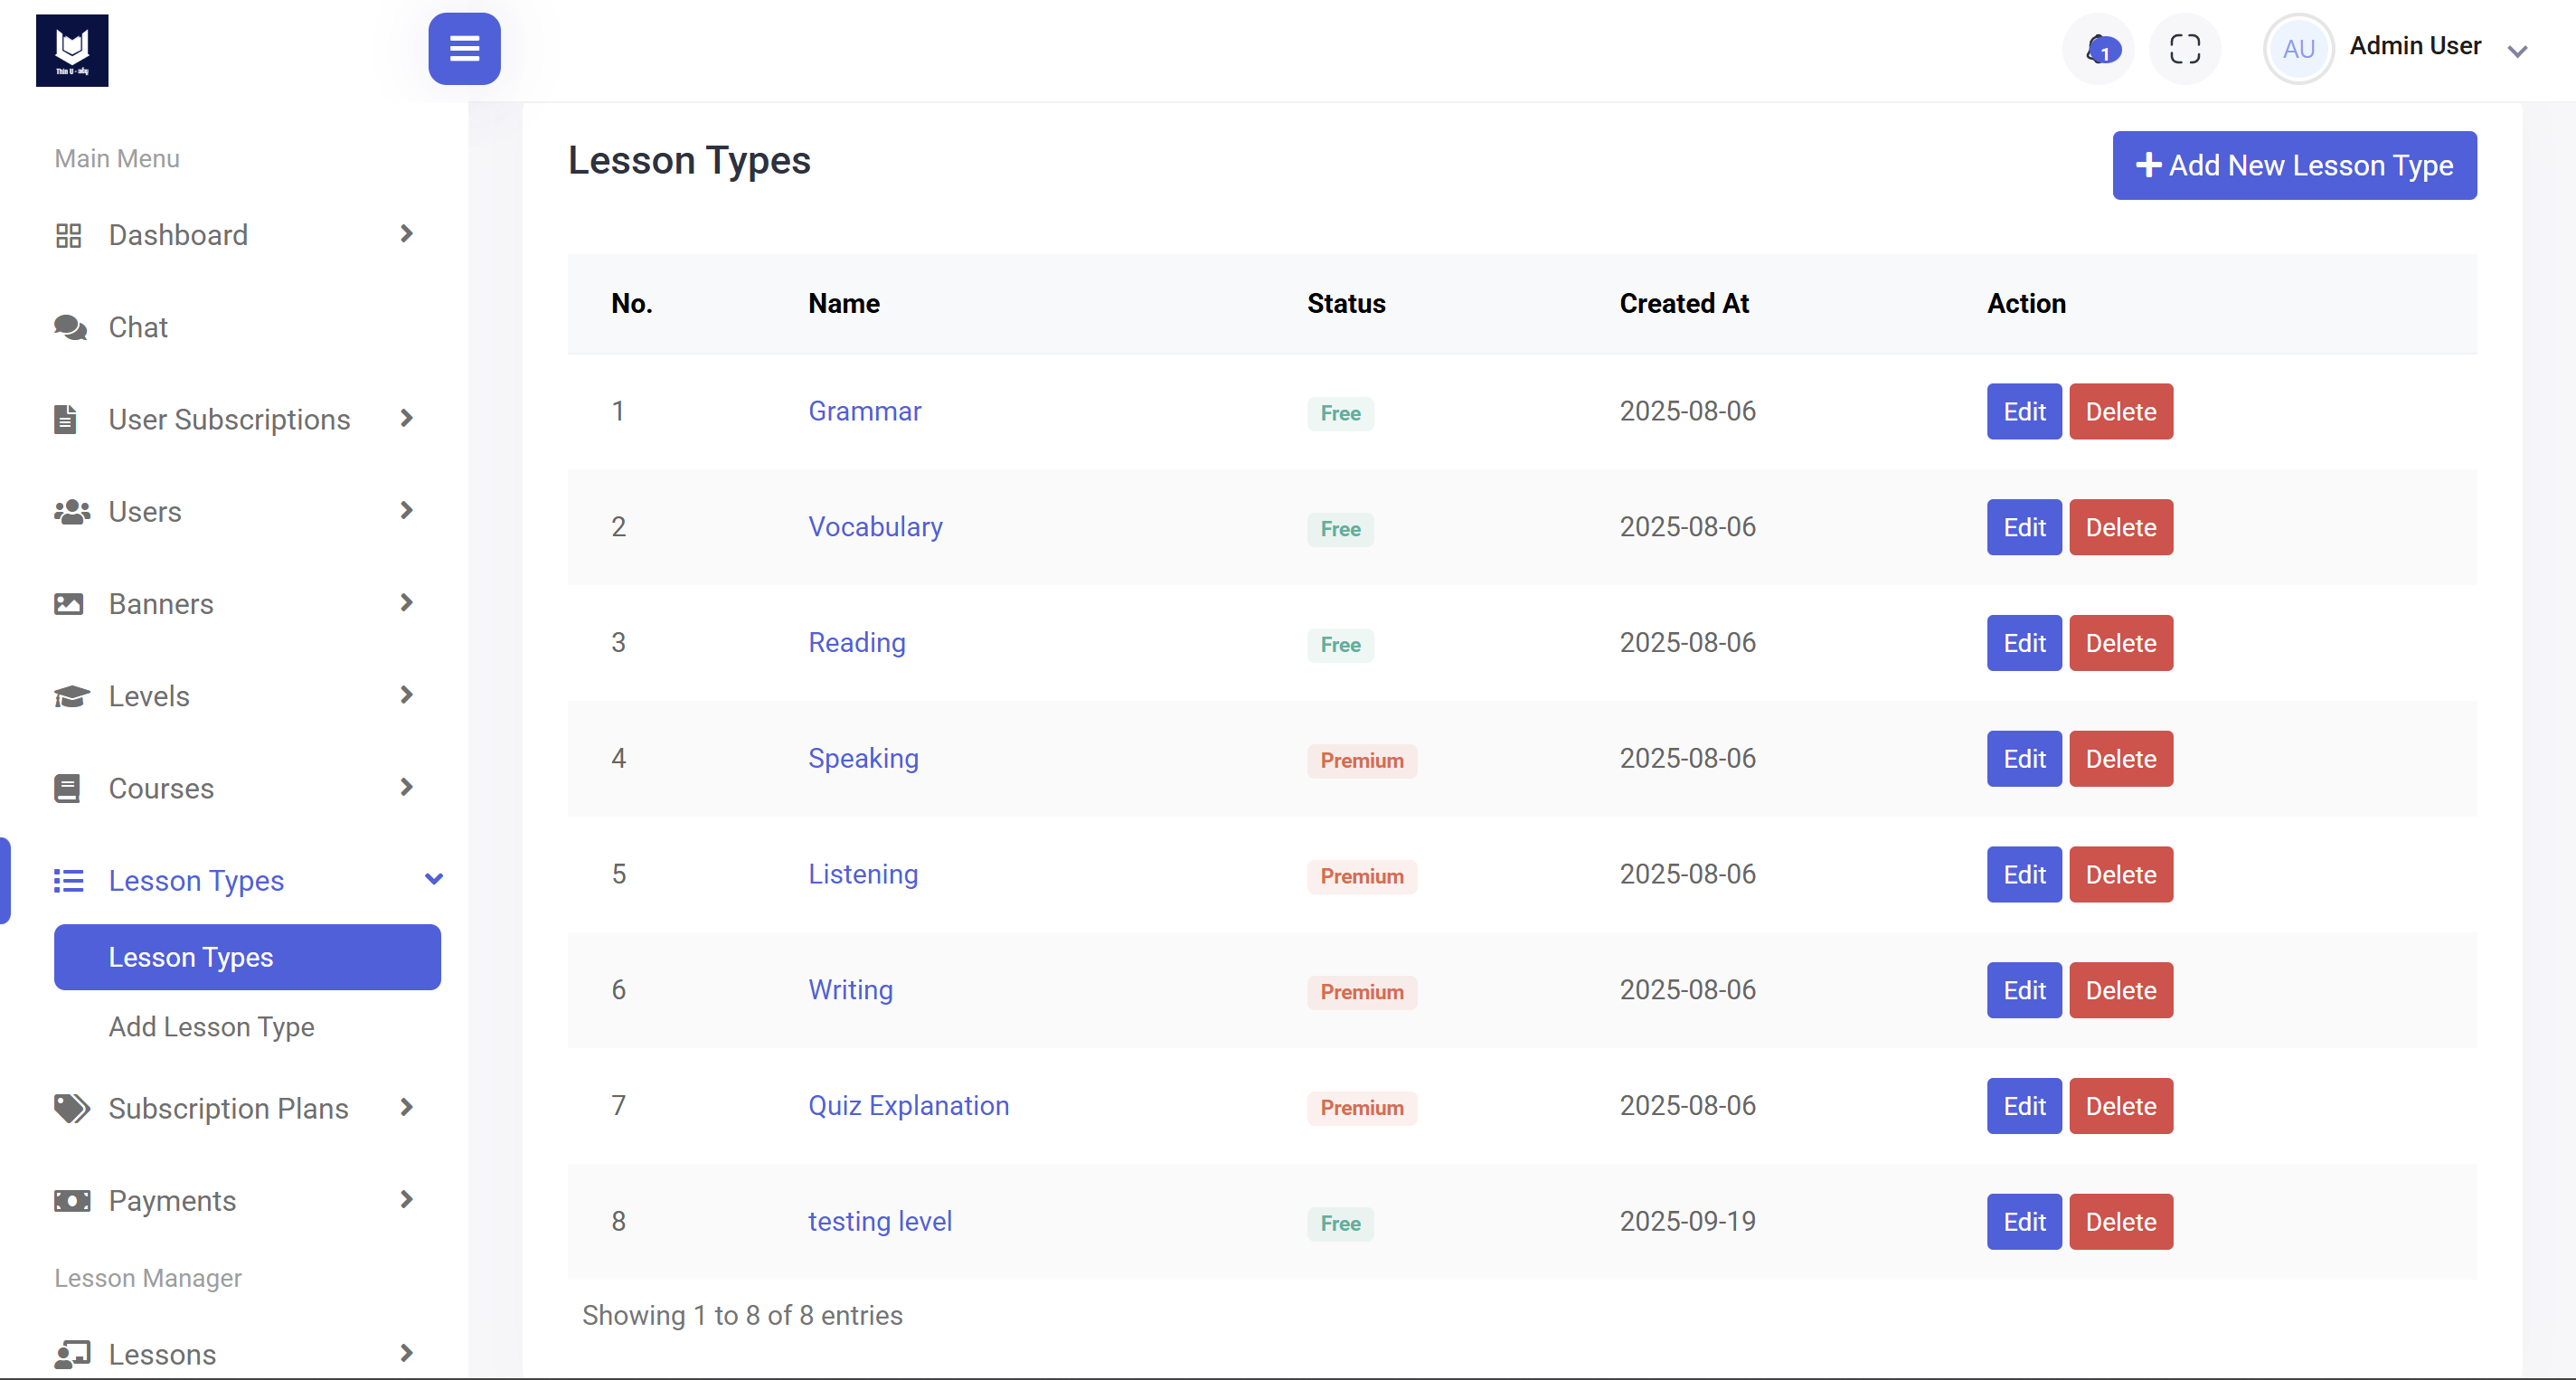 1
AU
Admin User
Main Menu
Dashboard
Chat
User Subscriptions
Users
Banners
Levels
Courses
Lesson Types
Lesson Types
Add Lesson Type
Subscription Plans
Payments
Lesson Manager
Lessons
Lesson Types
Add New Lesson Type
No. Name Status Created At Action
1 Grammar Free 2025-08-06 Edit Delete
2 Vocabulary Free 2025-08-06 Edit Delete
3 Reading Free 2025-08-06 Edit Delete
4 Speaking Premium 2025-08-06 Edit Delete
5 Listening Premium 2025-08-06 Edit Delete
6 Writing Premium 2025-08-06 Edit Delete
7 Quiz Explanation Premium 2025-08-06 Edit Delete
8 testing level Free 2025-09-19 Edit Delete
Showing 1 to 8 of 8 entries